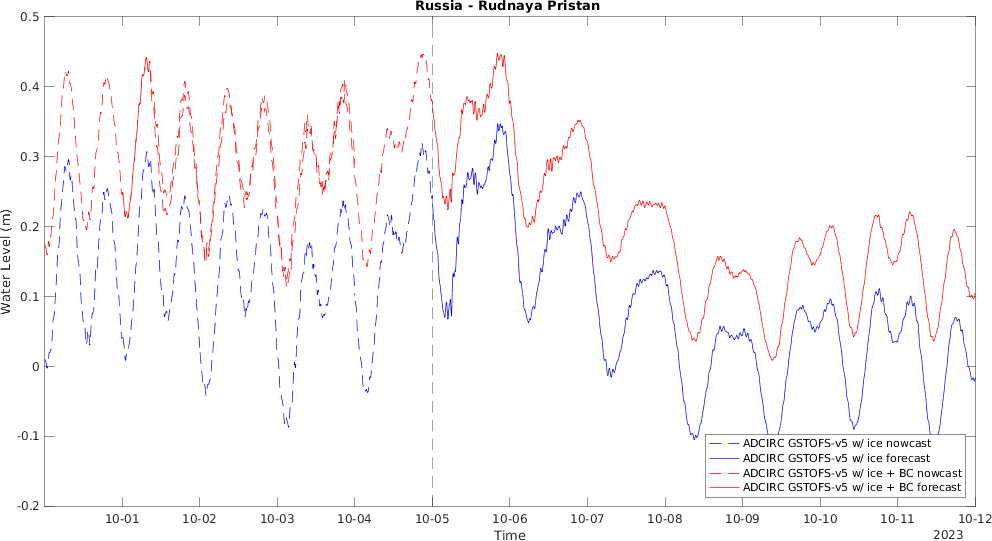 Russia - Rudnaya Pristan
0.5
0.4
0.3
0.2
0.1
0
-0.1
-0.2
Water Level (m)
ADCIRC GSTOFS-v5 w/ ice nowcast
ADCIRC GSTOFS-v5 w/ ice forecast
ADCIRC GSTOFS-v5 w/ ice + BC nowcast
ADCIRC GSTOFS-v5 w/ ice + BC forecast
10-01 10-02 10-03 10-04 10-05 10-06 10-07 10-08 10-09 10-10 10-11 10-12
Time
2023